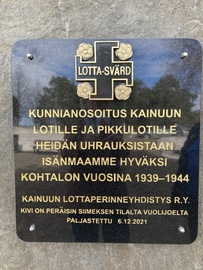 LOTTA-SVÄRD
KUNNIANOSOITUS KAINUUN
LOTILLE JA PIKKULOTILLE
HEIDÄN UHRAUKSISTAAN
ISÄNMAAMME HYVÄKSI
KOHTALON VUOSINA 1939–1944
KAINUUN LOTTAPERINNEYHDISTYS R.Y.
KIVI ON PERÄISIN SIIMEKSEN TILALTA VUOLIJOELTA
PALJASTETTU 6.12.2021